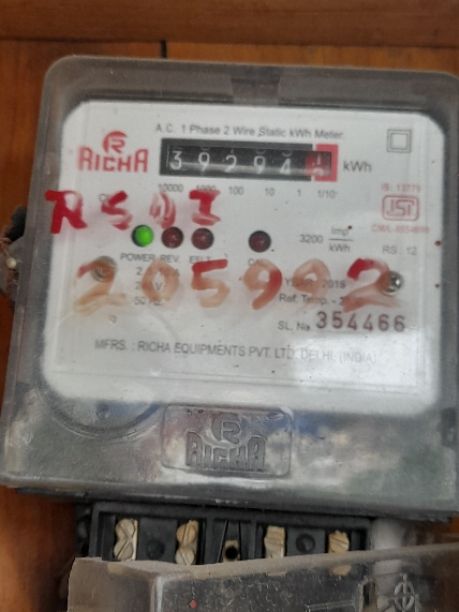 A.C. 1 Phase 2 Wire Static kWh Meter.
RICHA
39294
kWh
10000 1000 100 10 1 1/10
IS: 13779
ISI
RS03
3200 Imp/kWh
RS: 12
POWER REV.
205992
Ref. Temp.
SL. No. 354466
MFRS. : RICHA EQUIPMENTS PVT. LTD. DELHI (INDIA)
RICHA